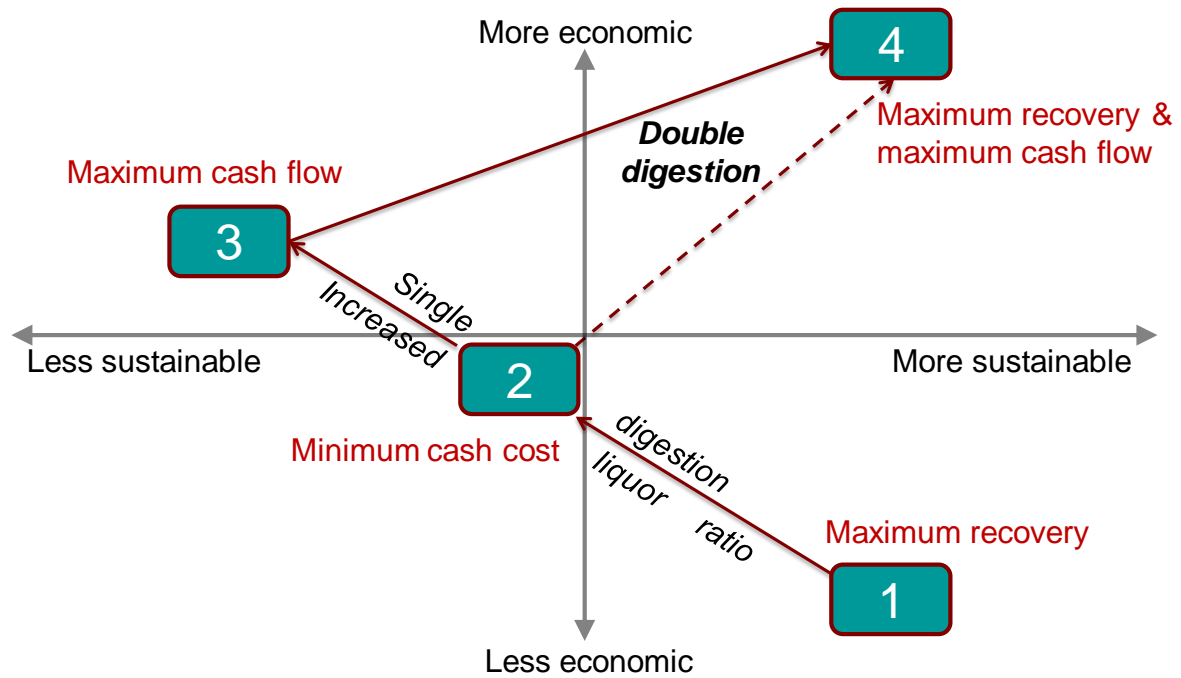 More economic
4
Maximum recovery &
maximum cash flow
Double
digestion
Maximum cash flow
3
Single
Increased
Less sustainable
More sustainable
2
Minimum cash cost
digestion
liquor ratio
Maximum recovery
1
Less economic